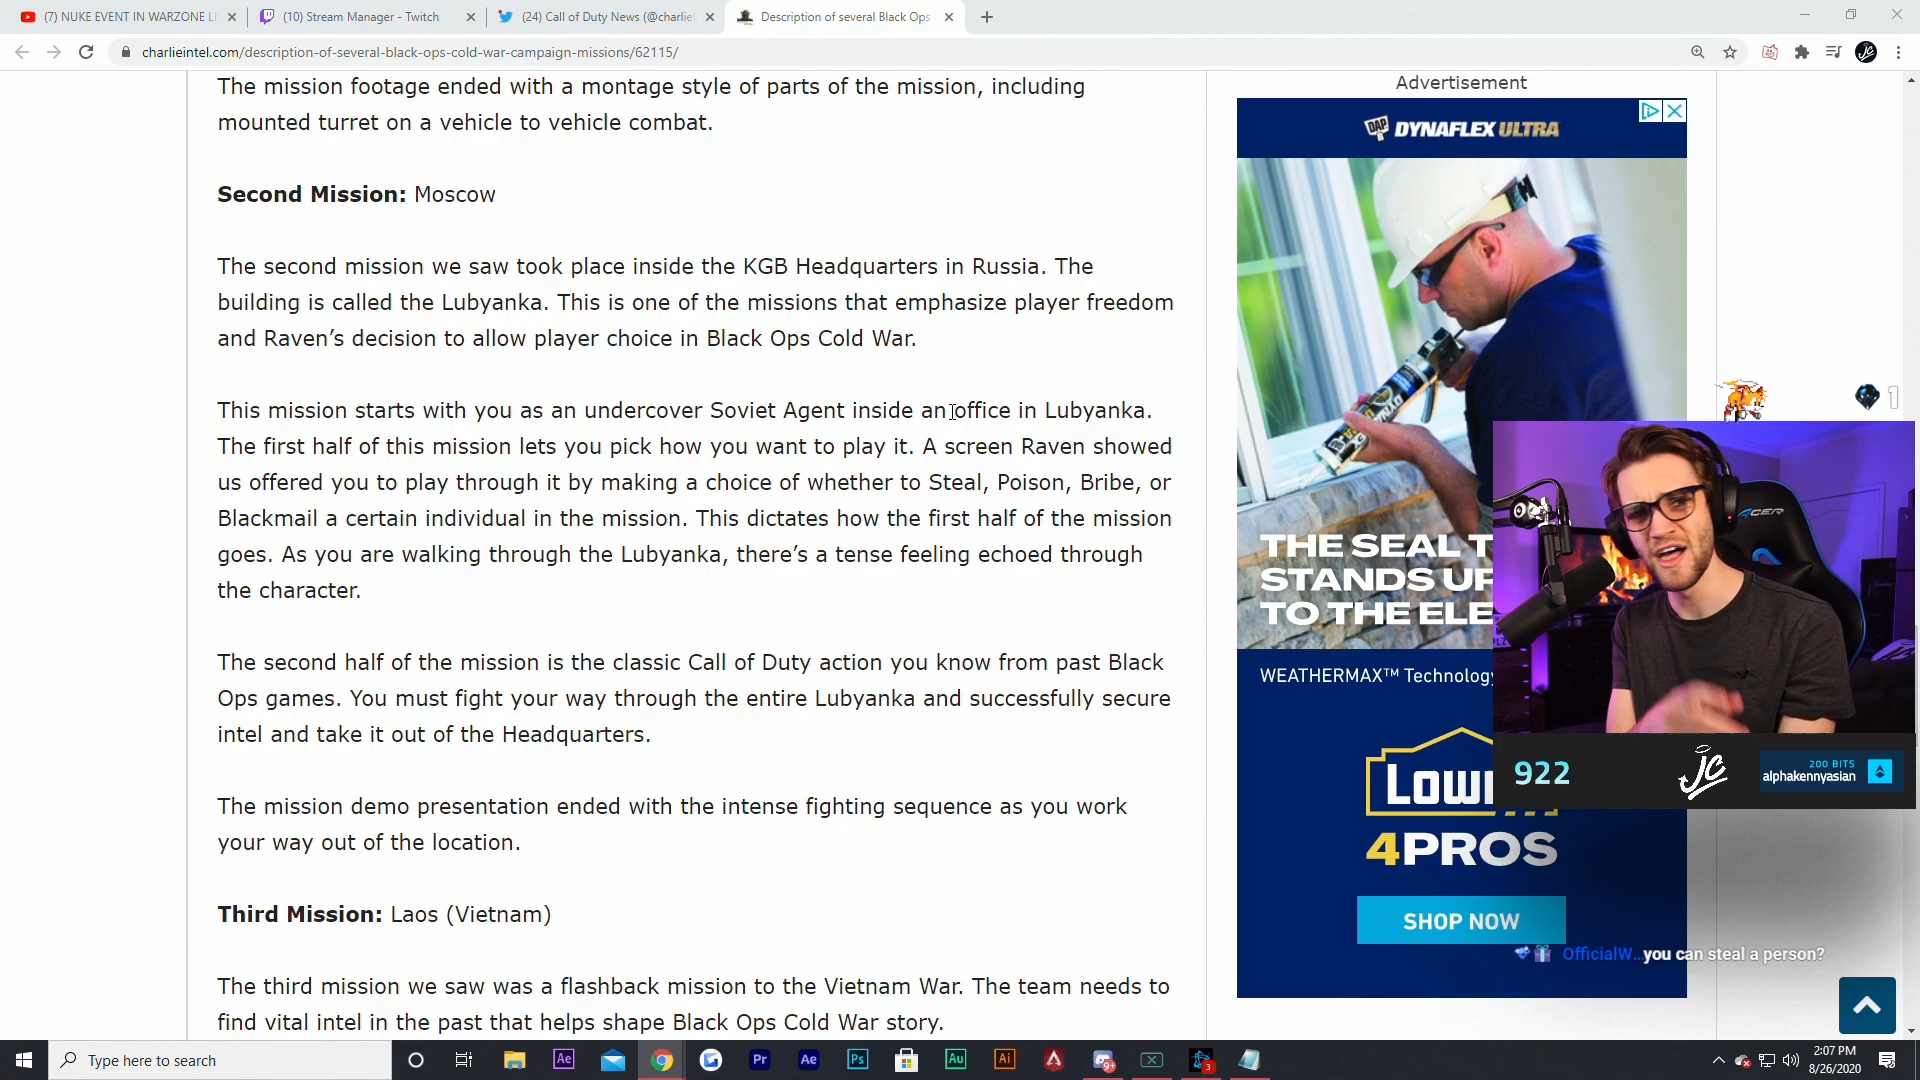 (7) NUKE EVENT IN WARZONE LI
(10) Stream Manager - Twitch
(24) Call of Duty News (@charlie
Description of several Black Ops
charlieintel.com/description-of-several-black-ops-cold-war-campaign-missions/62115/
The mission footage ended with a montage style of parts of the mission, including
mounted turret on a vehicle to vehicle combat.
Second Mission: Moscow
The second mission we saw took place inside the KGB Headquarters in Russia. The
building is called the Lubyanka. This is one of the missions that emphasize player freedom
and Raven’s decision to allow player choice in Black Ops Cold War.
This mission starts with you as an undercover Soviet Agent inside an office in Lubyanka.
The first half of this mission lets you pick how you want to play it. A screen Raven showed
us offered you to play through it by making a choice of whether to Steal, Poison, Bribe, or
Blackmail a certain individual in the mission. This dictates how the first half of the mission
goes. As you are walking through the Lubyanka, there’s a tense feeling echoed through
the character.
The second half of the mission is the classic Call of Duty action you know from past Black
Ops games. You must fight your way through the entire Lubyanka and successfully secure
intel and take it out of the Headquarters.
The mission demo presentation ended with the intense fighting sequence as you work
your way out of the location.
Third Mission: Laos (Vietnam)
The third mission we saw was a flashback mission to the Vietnam War. The team needs to
find vital intel in the past that helps shape Black Ops Cold War story.
Advertisement
DAP DYNAFLEX ULTRA
THE SEAL T
STANDS UP
TO THE ELE
WEATHERMAX™ Technology
LOW
4PROS
SHOP NOW
1
ACER
922
JC
200 BITS
alphakennyasian
OfficialW... you can steal a person?
Type here to search
Ae
Pr
Ae
Ps
Au
Ai
9+
3
2:07 PM
8/26/2020